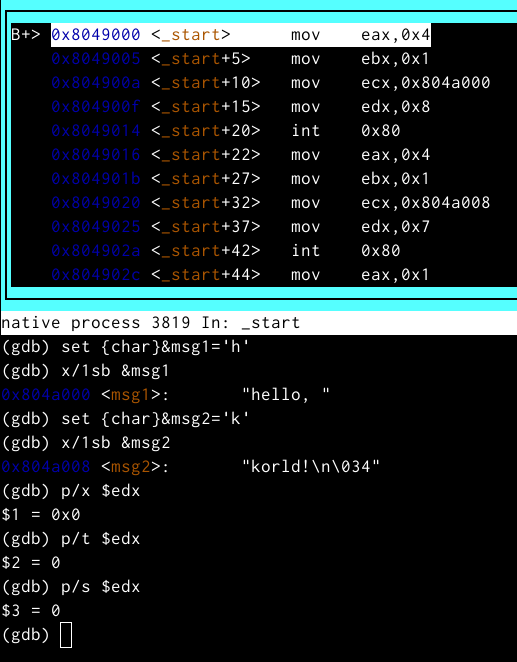 B+> 0x8049000 <_start>      mov    eax,0x4
0x8049005 <_start+5>    mov    ebx,0x1
0x804900a <_start+10>   mov    ecx,0x804a000
0x804900f <_start+15>   mov    edx,0x8
0x8049014 <_start+20>   int    0x80
0x8049016 <_start+22>   mov    eax,0x4
0x804901b <_start+27>   mov    ebx,0x1
0x8049020 <_start+32>   mov    ecx,0x804a008
0x8049025 <_start+37>   mov    edx,0x7
0x804902a <_start+42>   int    0x80
0x804902c <_start+44>   mov    eax,0x1
native process 3819 In: _start
(gdb) set {char}&msg1='h'
(gdb) x/1sb &msg1
0x804a000 <msg1>:       "hello, "
(gdb) set {char}&msg2='k'
(gdb) x/1sb &msg2
0x804a008 <msg2>:       "korld!\n\034"
(gdb) p/x $edx
$1 = 0x0
(gdb) p/t $edx
$2 = 0
(gdb) p/s $edx
$3 = 0
(gdb)